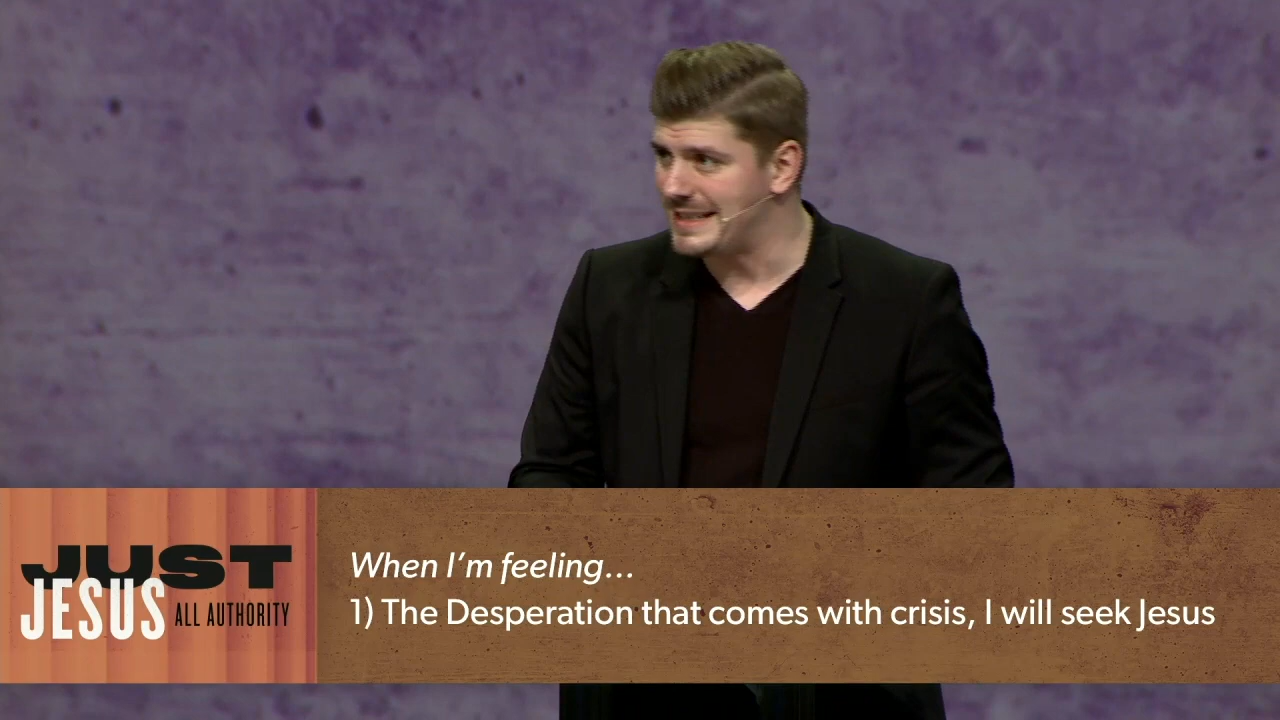 JUST
JESUS ALL AUTHORITY
When I'm feeling...
1) The Desperation that comes with crisis, I will seek Jesus